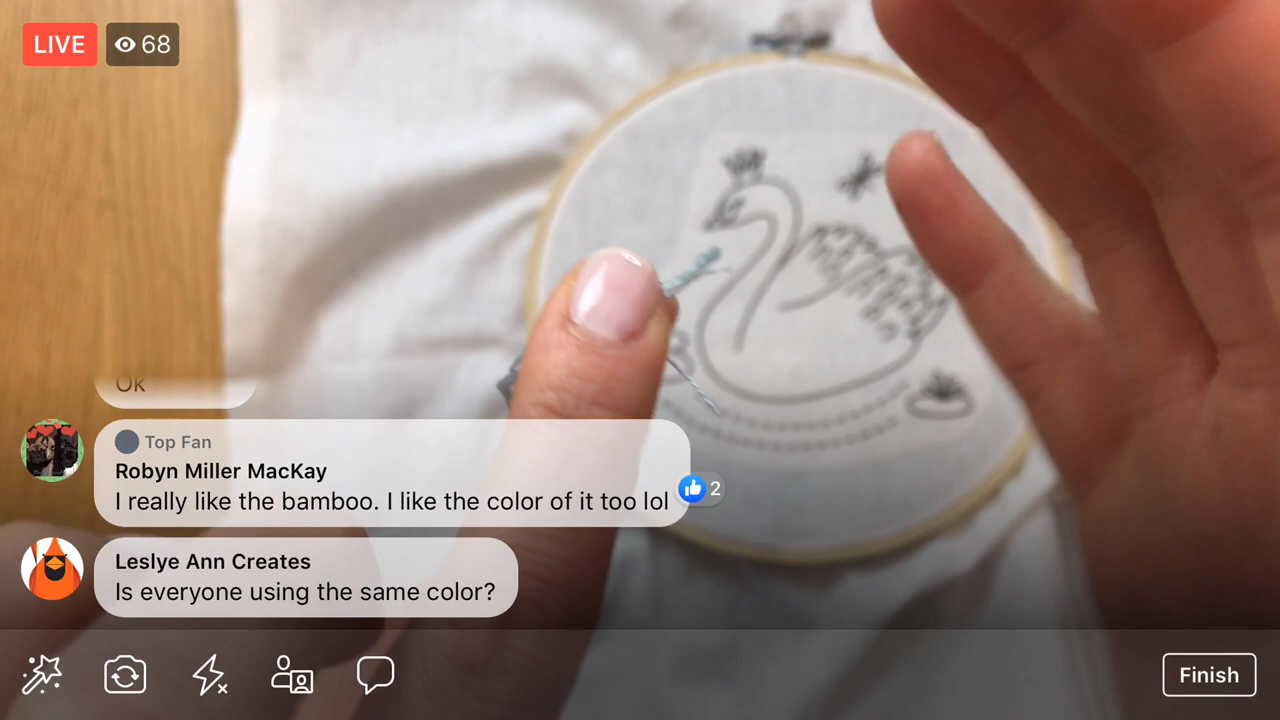 LIVE
68
Ok
Top Fan
Robyn Miller MacKay
I really like the bamboo. I like the color of it too lol
2
Leslye Ann Creates
Is everyone using the same color?
Finish